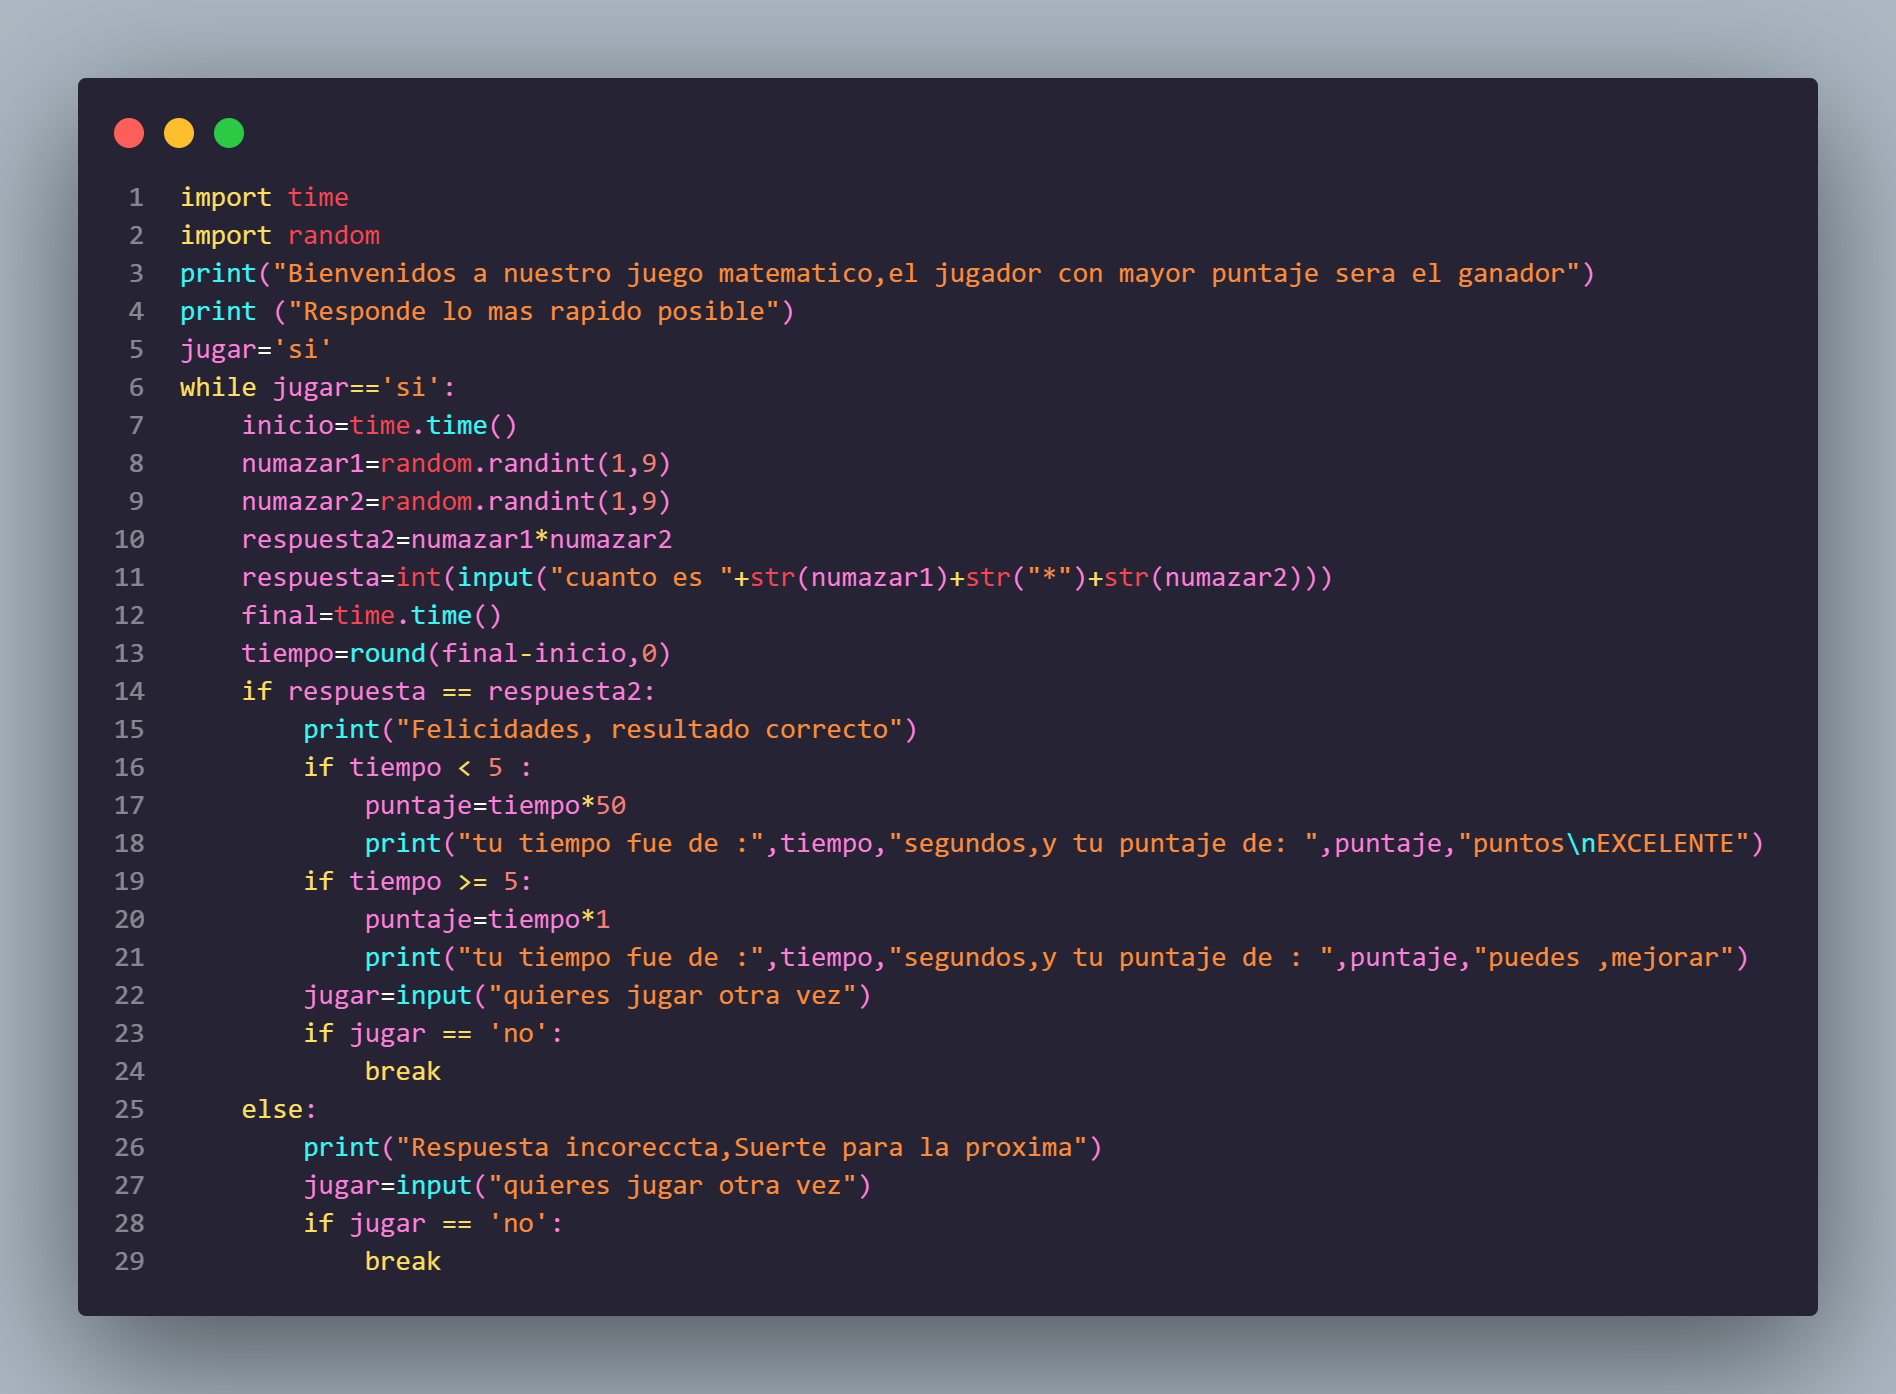 1 import time
2 import random
3 print("Bienvenidos a nuestro juego matematico,el jugador con mayor puntaje sera el ganador")
4 print ("Responde lo mas rapido posible")
5 jugar='si'
6 while jugar=='si':
7     inicio=time.time()
8     numazar1=random.randint(1,9)
9     numazar2=random.randint(1,9)
10     respuesta2=numazar1*numazar2
11     respuesta=int(input("cuanto es "+str(numazar1)+str("*")+str(numazar2)))
12     final=time.time()
13     tiempo=round(final-inicio,0)
14     if respuesta == respuesta2:
15         print("Felicidades, resultado correcto")
16         if tiempo < 5 :
17             puntaje=tiempo*50
18             print("tu tiempo fue de :",tiempo,"segundos,y tu puntaje de: ",puntaje,"puntos\nEXCELENTE")
19         if tiempo >= 5:
20             puntaje=tiempo*1
21             print("tu tiempo fue de :",tiempo,"segundos,y tu puntaje de : ",puntaje,"puedes ,mejorar")
22         jugar=input("quieres jugar otra vez")
23         if jugar == 'no':
24             break
25     else:
26         print("Respuesta incoreccta,Suerte para la proxima")
27         jugar=input("quieres jugar otra vez")
28         if jugar == 'no':
29             break